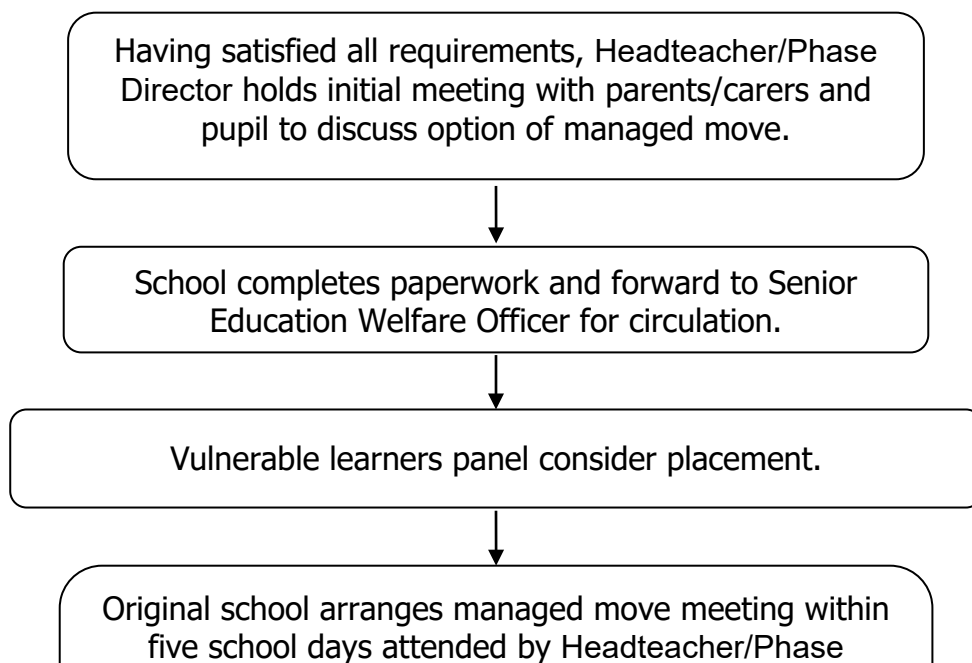 Having satisfied all requirements, Headteacher/Phase
Director holds initial meeting with parents/carers and
pupil to discuss option of managed move.
School completes paperwork and forward to Senior
Education Welfare Officer for circulation.
Vulnerable learners panel consider placement.
Original school arranges managed move meeting within
five school days attended by Headteacher/Phase